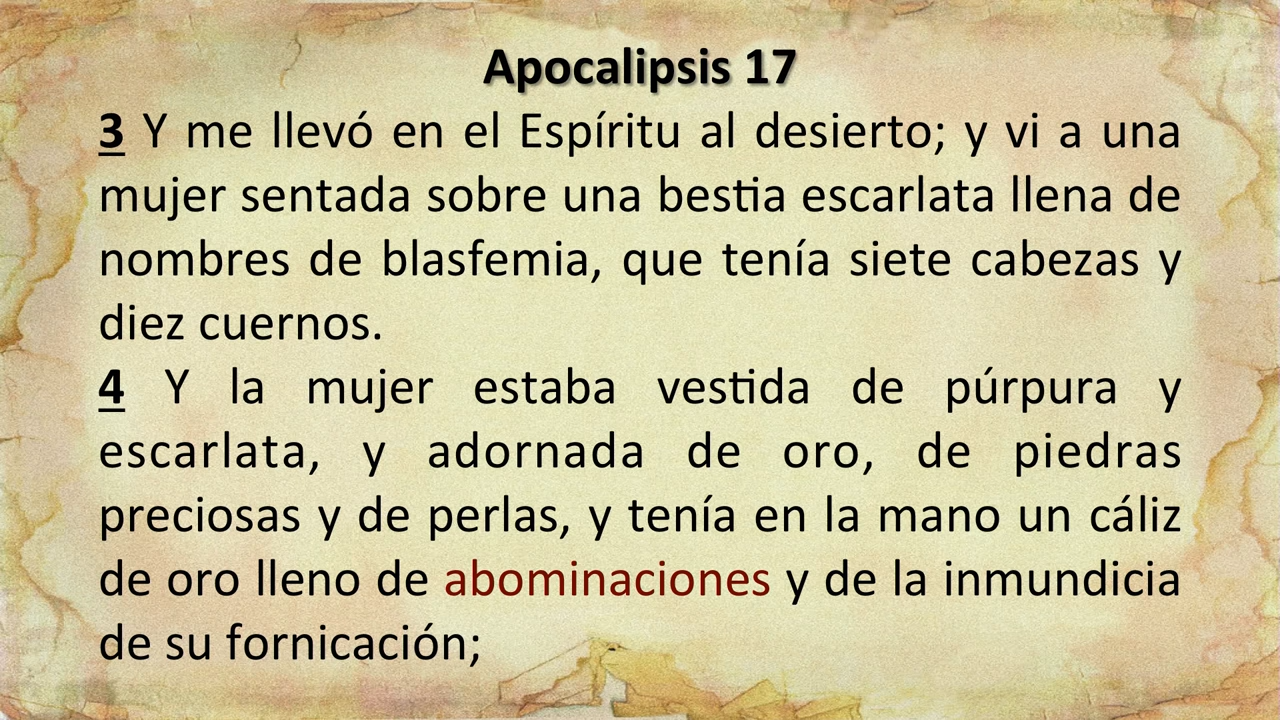 Apocalipsis 17
3 Y me llevó en el Espíritu al desierto; y vi a una
mujer sentada sobre una bestia escarlata llena de
nombres de blasfemia, que tenía siete cabezas y
diez cuernos.
4 Y la mujer estaba vestida de púrpura y
escarlata, y adornada de oro, de piedras
preciosas y de perlas, y tenía en la mano un cáliz
de oro lleno de abominaciones y de la inmundicia
de su fornicación;